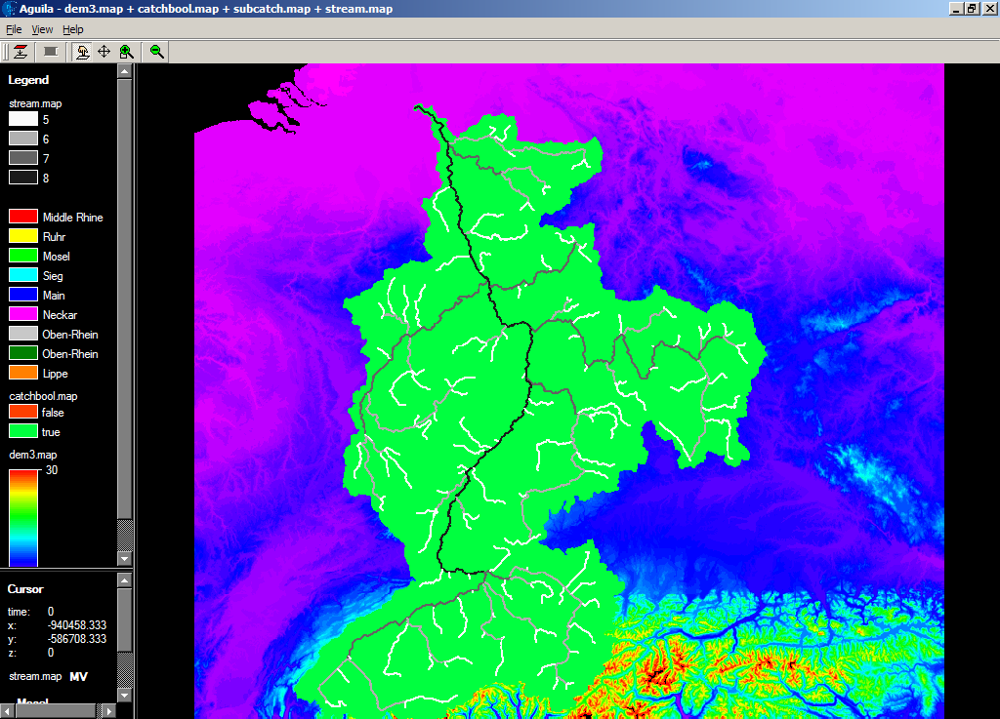 Aguila - dem3.map + catchbool.map + subcatch.map + stream.map
File View Help
Legend
stream.map
5
6
7
8
Middle Rhine
Ruhr
Mosel
Sieg
Main
Neckar
Oben-Rhein
Oben-Rhein
Lippe
catchbool.map
false
true
dem3.map
30
Cursor
time: 0
x: -940458.333
y: -586708.333
z: 0
stream.map MV
Mosel